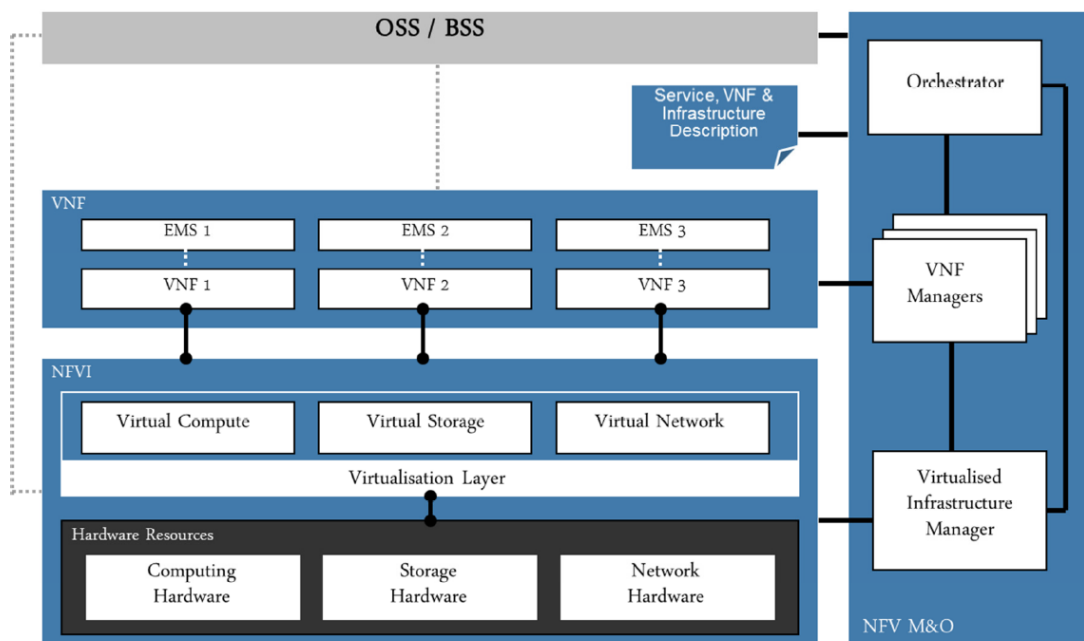 OSS / BSS
Orchestrator
Service, VNF &
Infrastructure
Description
VNF
EMS 1
EMS 2
EMS 3
VNF 1
VNF 2
VNF 3
VNF
Managers
NFVI
Virtual Compute
Virtual Storage
Virtual Network
Virtualisation Layer
Virtualised
Infrastructure
Manager
Hardware Resources
Computing
Hardware
Storage
Hardware
Network
Hardware
NFV M&O